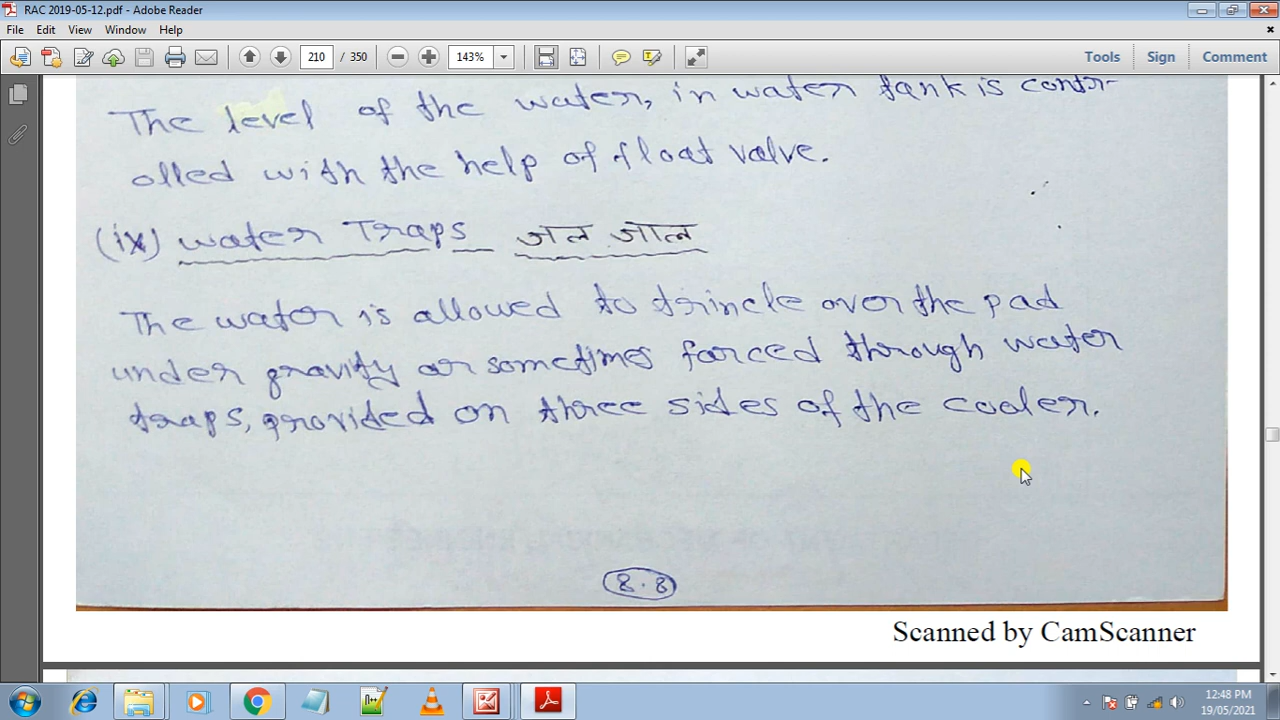 RAC 2019-05-12.pdf - Adobe Reader
File Edit View Window Help
210 / 350 143% Tools Sign Comment
The level of the water, in water tank is contr-
olled with the help of float valve.
(ix) Water Traps जल जाल
The water is allowed to trincle over the pad
under gravity or sometimes forced through water
traps, provided on three sides of the cooler.
8.8
Scanned by CamScanner
12:48 PM
19/05/2021